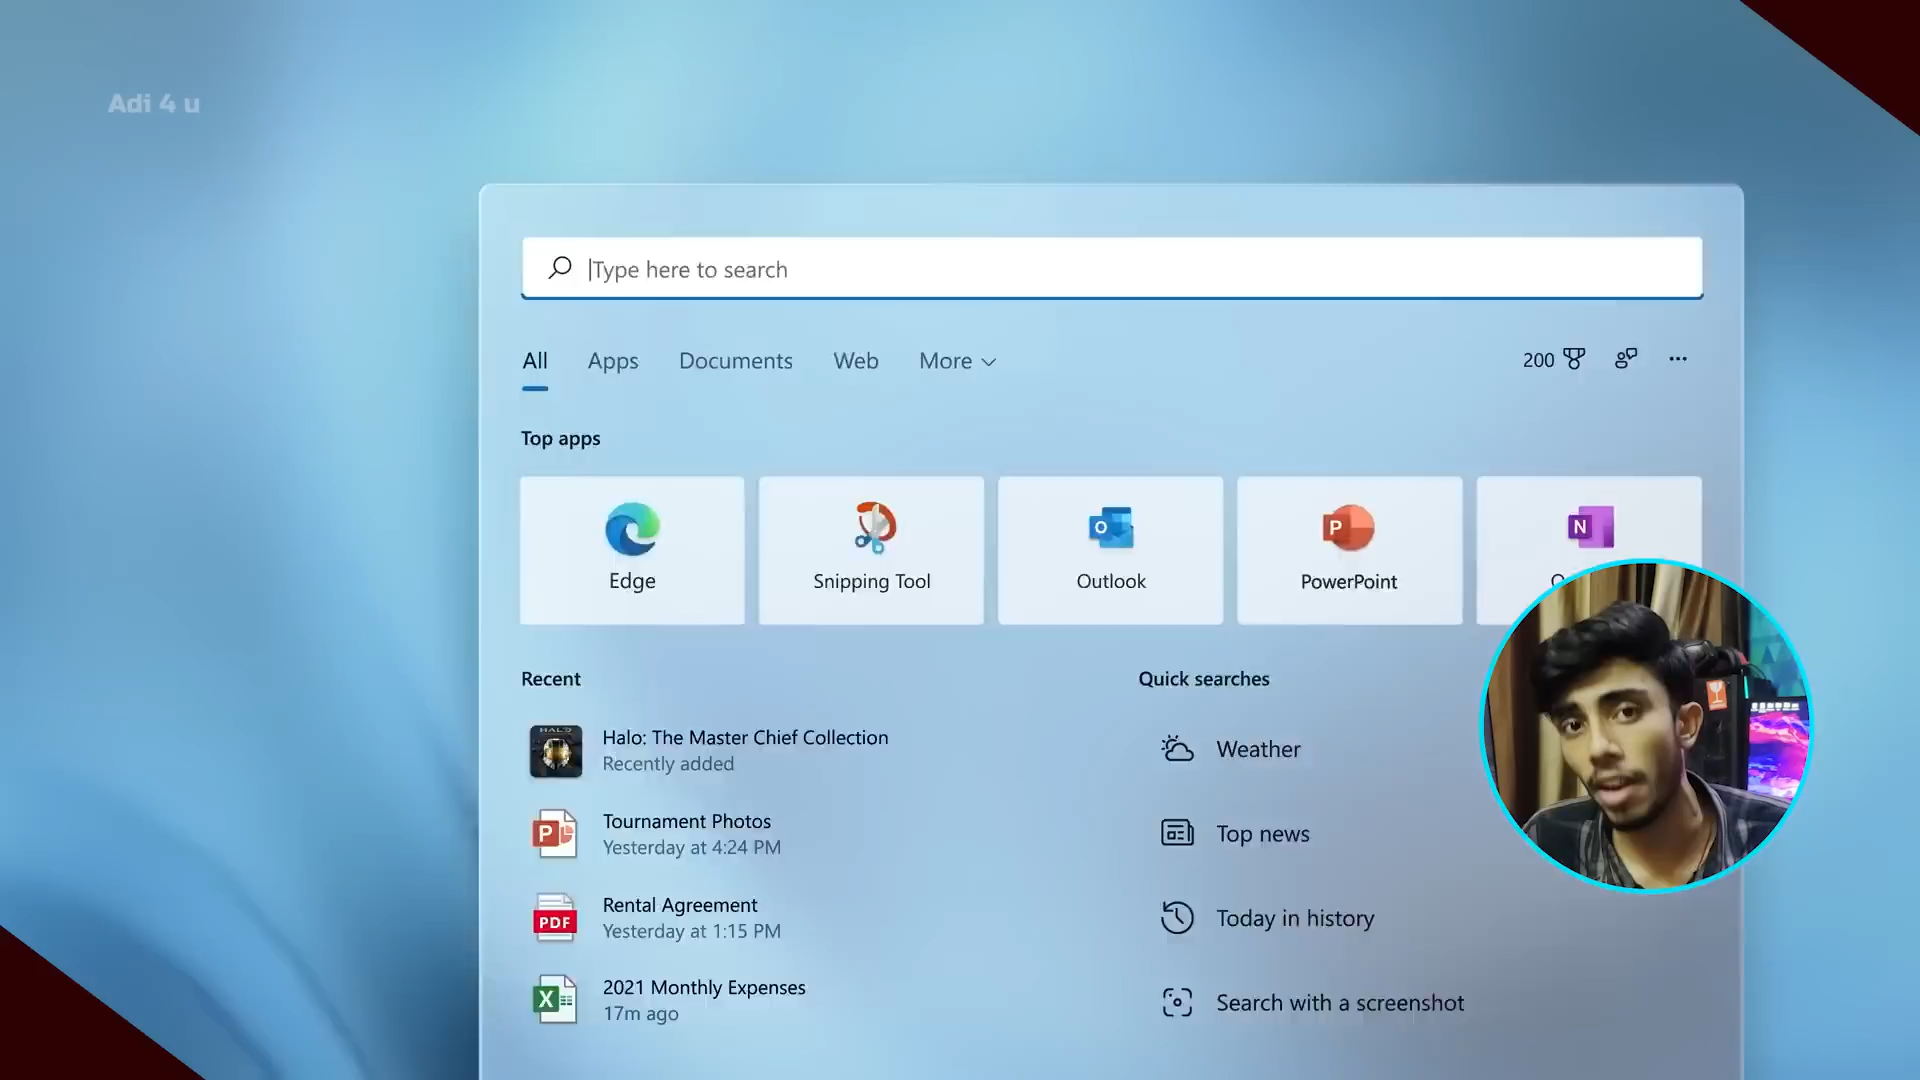 Adi 4 u
Type here to search
All Apps Documents Web More
200
Top apps
Edge
Snipping Tool
O
Outlook
P
PowerPoint
N
Recent
Quick searches
HALO
Halo: The Master Chief Collection
Recently added
Weather
P
Tournament Photos
Yesterday at 4:24 PM
Top news
PDF
Rental Agreement
Yesterday at 1:15 PM
Today in history
X
2021 Monthly Expenses
17m ago
Search with a screenshot